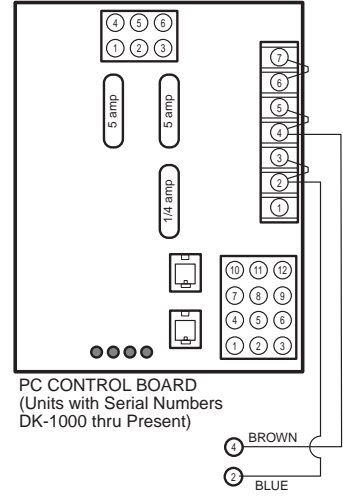 4 5 6
1 2 3
5 amp
5 amp
1/4 amp
7
6
5
4
3
2
1
10 11 12
7 8 9
4 5 6
1 2 3
PC CONTROL BOARD
(Units with Serial Numbers
DK-1000 thru Present)
4 BROWN
2 BLUE